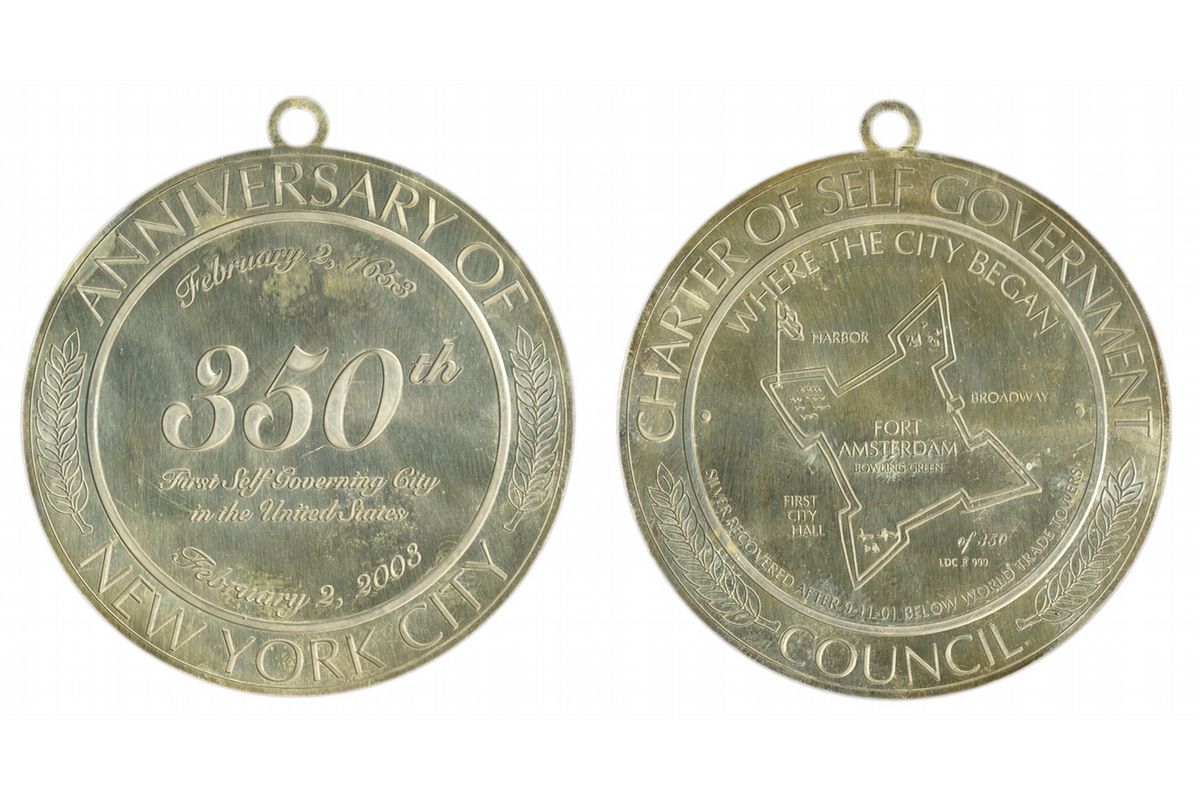 ANNIVERSARY OF
February 2, 1653
350th
First Self Governing City
in the United States
February 2, 2003
NEW YORK CITY
CHARTER OF SELF GOVERNMENT
WHERE THE CITY BEGAN
HARBOR
BROADWAY
FORT
AMSTERDAM
BOWLING GREEN
FIRST
CITY
HALL
of 350
999
SILVER RECOVERED AFTER 9-11-01 BELOW WORLD TRADE TOWERS
COUNCIL